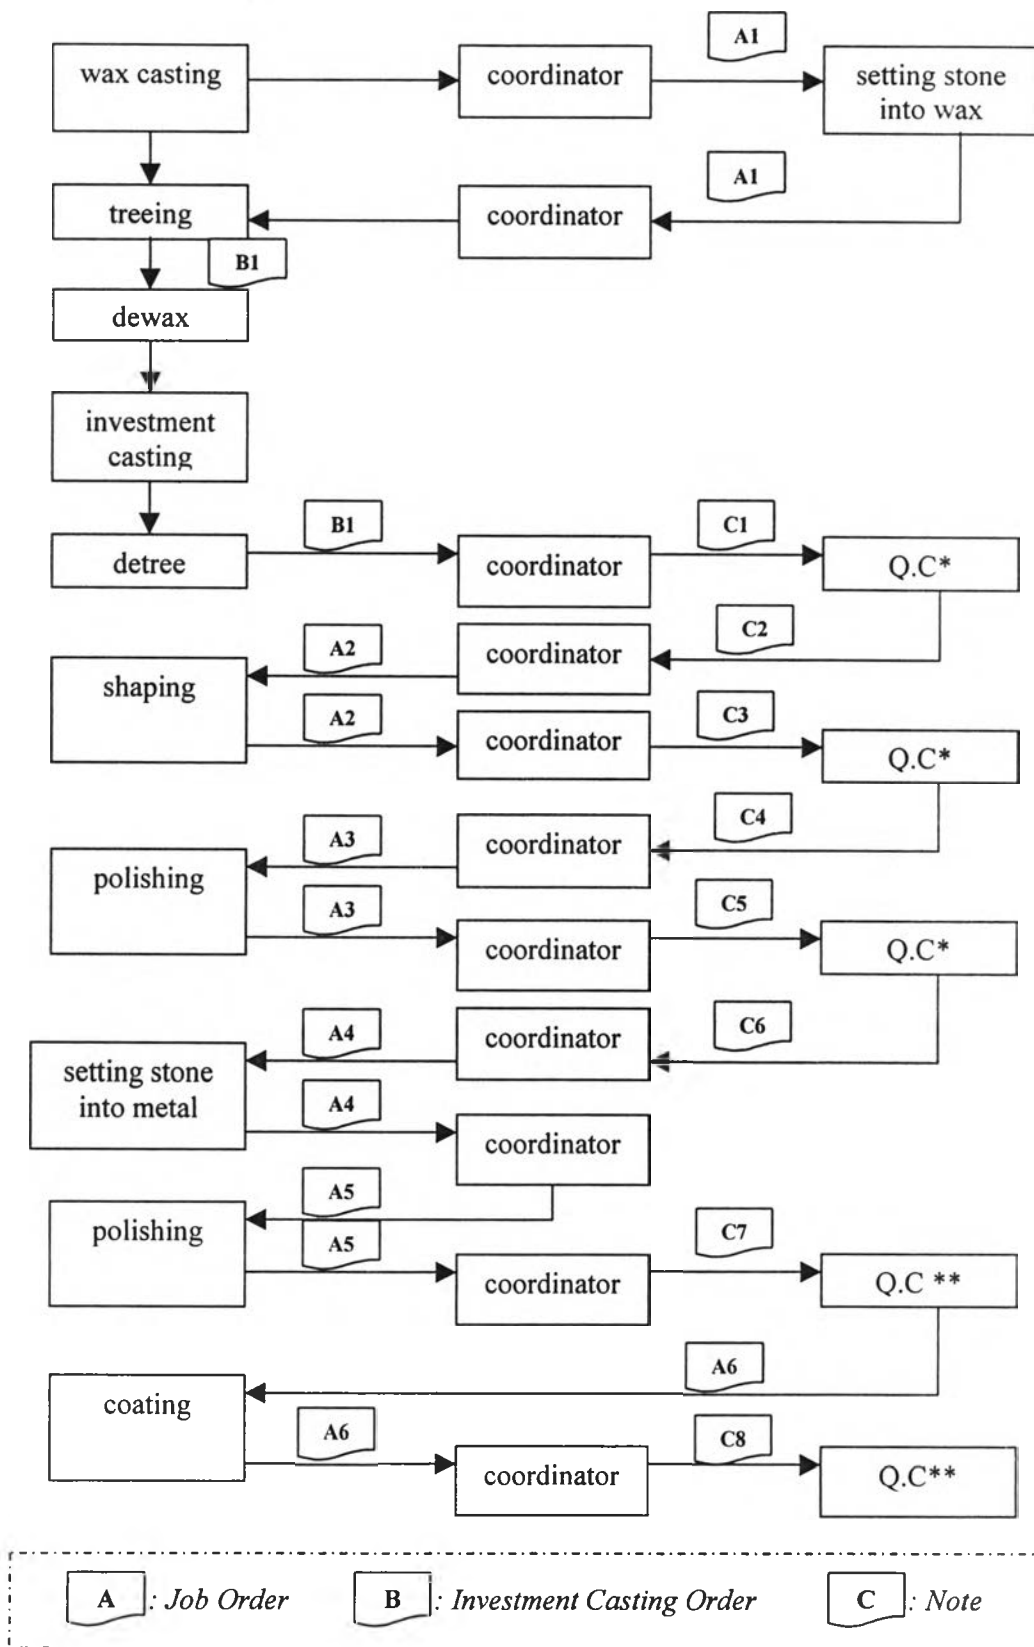 A1
wax casting
coordinator
setting stone
into wax
A1
treeing
coordinator
B1
dewax
investment
casting
B1
C1
detree
coordinator
Q.C*
C2
A2
coordinator
shaping
A2
C3
coordinator
Q.C*
C4
A3
coordinator
polishing
A3
C5
coordinator
Q.C*
C6
A4
coordinator
setting stone
into metal
A4
coordinator
A5
polishing
A5
C7
coordinator
Q.C **
A6
coating
A6
C8
coordinator
Q.C**
A : Job Order
B : Investment Casting Order
C : Note